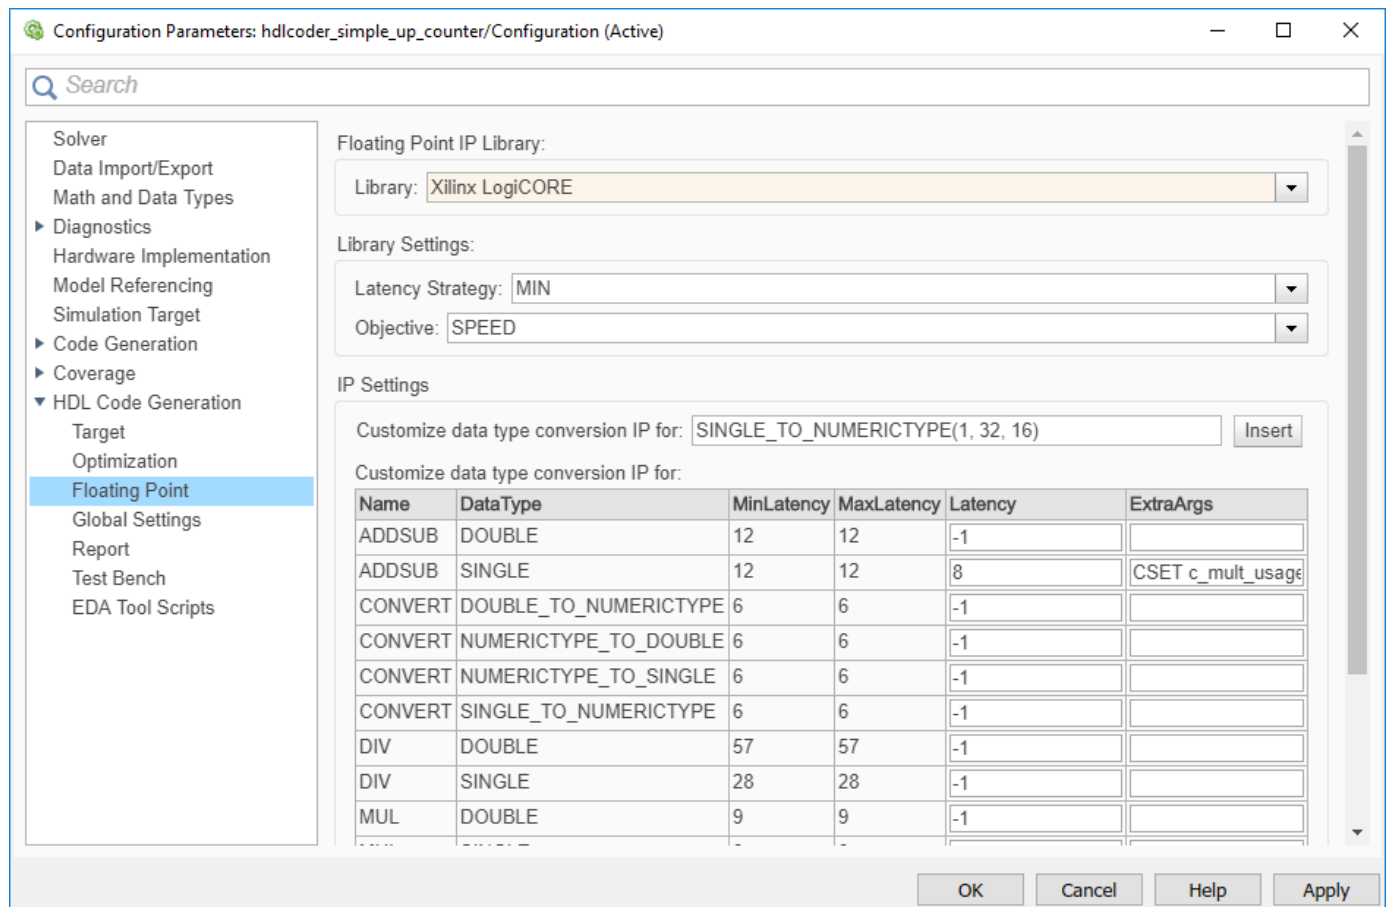 Configuration Parameters: hdlcoder_simple_up_counter/Configuration (Active)
Search
Solver
Data Import/Export
Math and Data Types
Diagnostics
Hardware Implementation
Model Referencing
Simulation Target
Code Generation
Coverage
HDL Code Generation
Target
Optimization
Floating Point
Global Settings
Report
Test Bench
EDA Tool Scripts
Floating Point IP Library:
Library: Xilinx LogiCORE
Library Settings:
Latency Strategy: MIN
Objective: SPEED
IP Settings
Customize data type conversion IP for: SINGLE_TO_NUMERICTYPE(1, 32, 16) Insert
Customize data type conversion IP for:
Name DataType MinLatency MaxLatency Latency ExtraArgs
ADDSUB DOUBLE 12 12 -1
ADDSUB SINGLE 12 12 8 CSET c_mult_usage
CONVERT DOUBLE_TO_NUMERICTYPE 6 6 -1
CONVERT NUMERICTYPE_TO_DOUBLE 6 6 -1
CONVERT NUMERICTYPE_TO_SINGLE 6 6 -1
CONVERT SINGLE_TO_NUMERICTYPE 6 6 -1
DIV DOUBLE 57 57 -1
DIV SINGLE 28 28 -1
MUL DOUBLE 9 9 -1
OK Cancel Help Apply